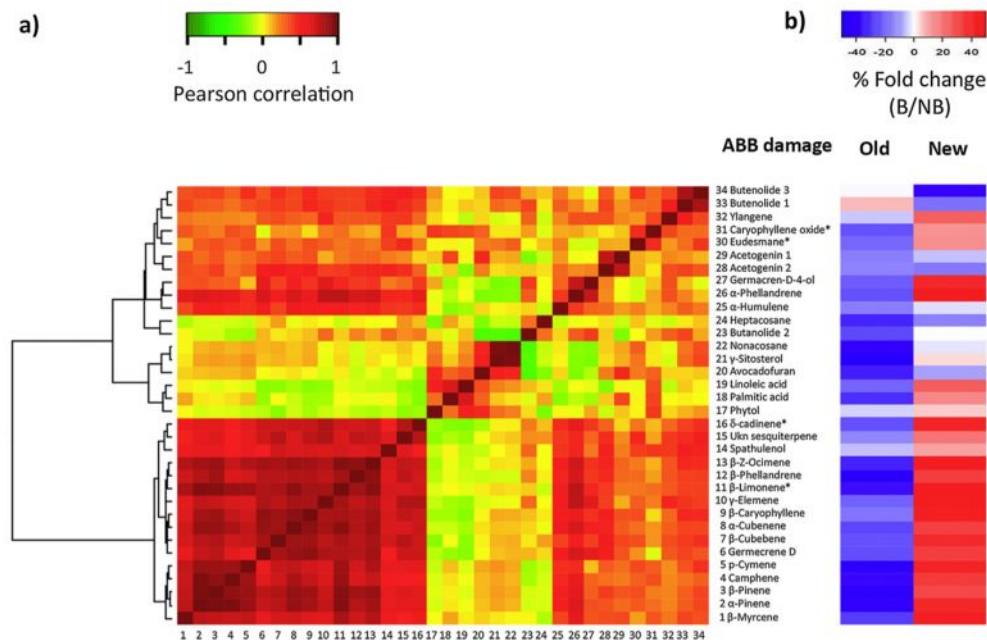 a)
-1 0 1
Pearson correlation
b)
-40 -20 0 20 40
% Fold change
(B/NB)
ABB damage Old New
34 Butenolide 3
33 Butenolide 1
32 Ylangene
31 Caryophyllene oxide*
30 Eudesmane*
29 Acetogenin 1
28 Acetogenin 2
27 Germacren-D-4-ol
26 α-Phellandrene
25 α-Humulene
24 Heptacosane
23 Butanolide 2
22 Nonacosane
21 γ-Sitosterol
20 Avocadofuran
19 Linoleic acid
18 Palmitic acid
17 Phytol
16 δ-cadinene*
15 Ukn sesquiterpene
14 Spathulenol
13 β-Z-Ocimene
12 β-Phellandrene
11 β-Limonene*
10 γ-Elemene
9 β-Caryophyllene
8 α-Cubenene
7 β-Cubebene
6 Germecrene D
5 p-Cymene
4 Camphene
3 β-Pinene
2 α-Pinene
1 β-Myrcene
1 2 3 4 5 6 7 8 9 10 11 12 13 14 15 16 17 18 19 20 21 22 23 24 25 26 27 28 29 30 31 32 33 34